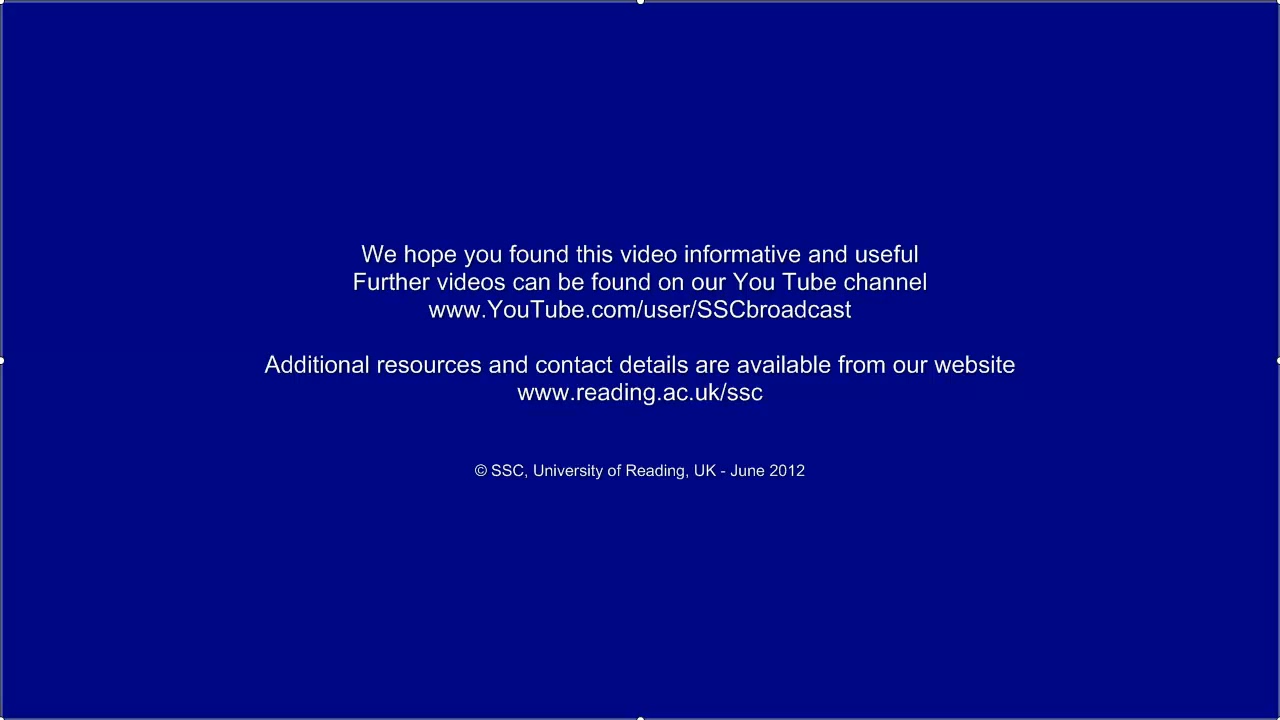 We hope you found this video informative and useful
Further videos can be found on our You Tube channel
www.YouTube.com/user/SSCbroadcast
Additional resources and contact details are available from our website
www.reading.ac.uk/ssc
© SSC, University of Reading, UK - June 2012